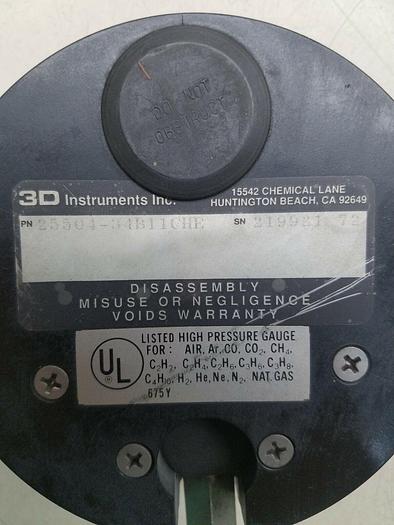 DO NOT
OBSTRUCT
3D Instruments Inc.
15542 CHEMICAL LANE
HUNTINGTON BEACH, CA 92649
PN 25504-34B11CHE SN 219921 72
DISASSEMBLY
MISUSE OR NEGLIGENCE
VOIDS WARRANTY
UL
LISTED HIGH PRESSURE GAUGE
FOR: AIR, Ar, CO, CO₂, CH₄,
C₂H₂, C₂H₄, C₂H₆, C₃H₆, C₃H₈,
C₄H₁₀, H₂, He, Ne, N₂, NAT. GAS
675Y